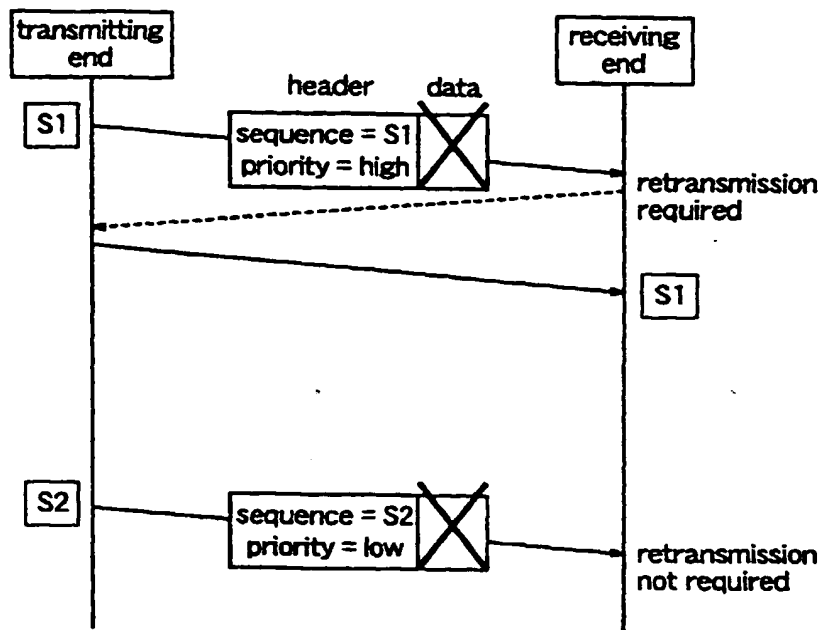 transmitting
end
receiving
end
header
data
S1
sequence = S1
priority = high
retransmission
required
S1
S2
sequence = S2
priority = low
retransmission
not required